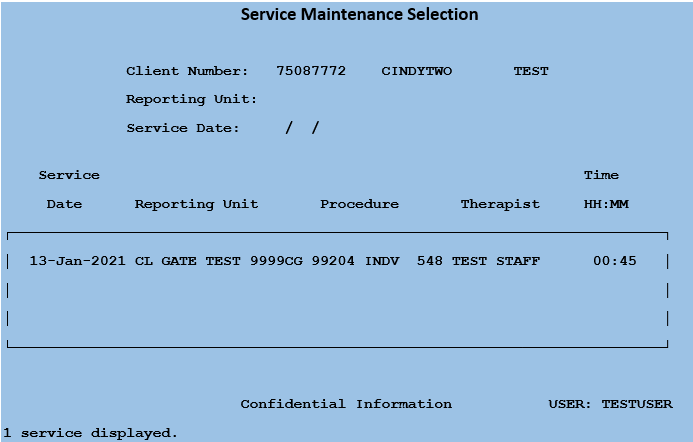 Service Maintenance Selection
Client Number: 75087772 CINDYTWO TEST
Reporting Unit:
Service Date: / /
Service Time
Date Reporting Unit Procedure Therapist HH:MM
13-Jan-2021 CL GATE TEST 9999CG 99204 INDV 548 TEST STAFF 00:45
Confidential Information USER: TESTUSER
1 service displayed.